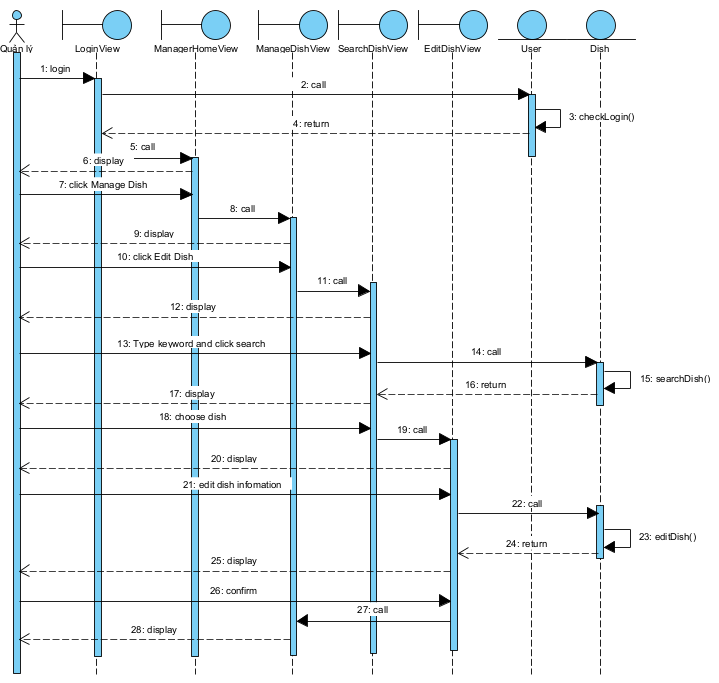 Quản lý
LoginView
ManagerHomeView
ManageDishView
SearchDishView
EditDishView
User
Dish
1: login
2: call
3: checkLogin()
4: return
5: call
6: display
7: click Manage Dish
8: call
9: display
10: click Edit Dish
11: call
12: display
13: Type keyword and click search
14: call
15: searchDish()
16: return
17: display
18: choose dish
19: call
20: display
21: edit dish infomation
22: call
23: editDish()
24: return
25: display
26: confirm
27: call
28: display